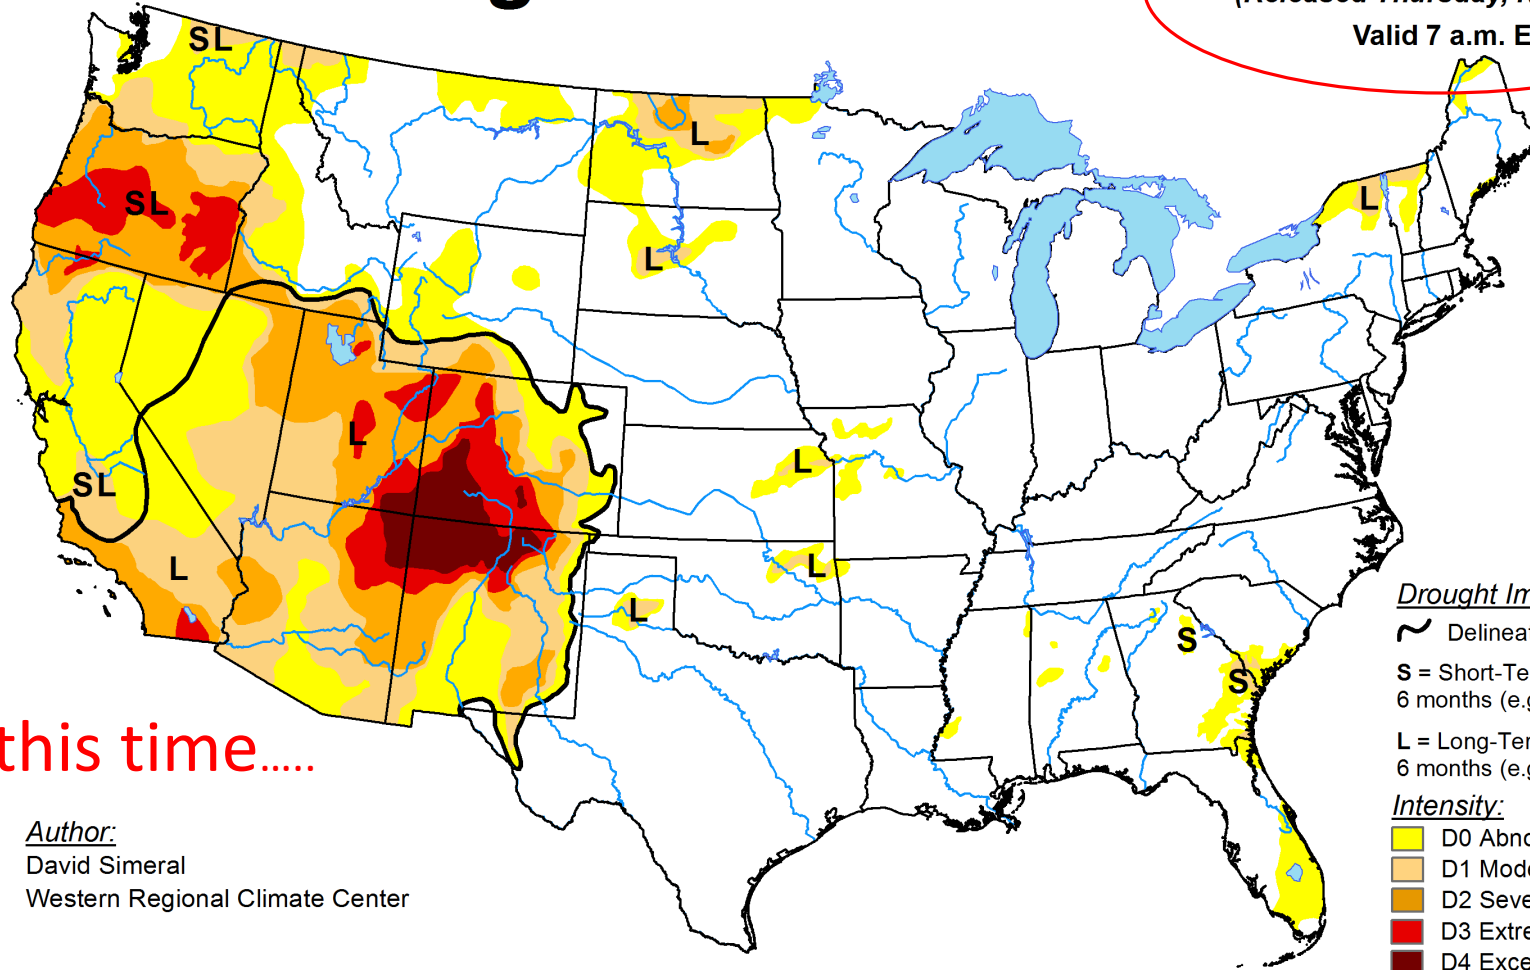 Valid 7 a.m. E
SL
L
L
SL
L
L
L
SL
L
L
L
L
S
S
this time.....
Author:
David Simeral
Western Regional Climate Center
Drought Im
Delineat
S = Short-Te
6 months (e.g
L = Long-Ter
6 months (e.g
Intensity:
D0 Abno
D1 Mode
D2 Seve
D3 Extre
D4 Exce